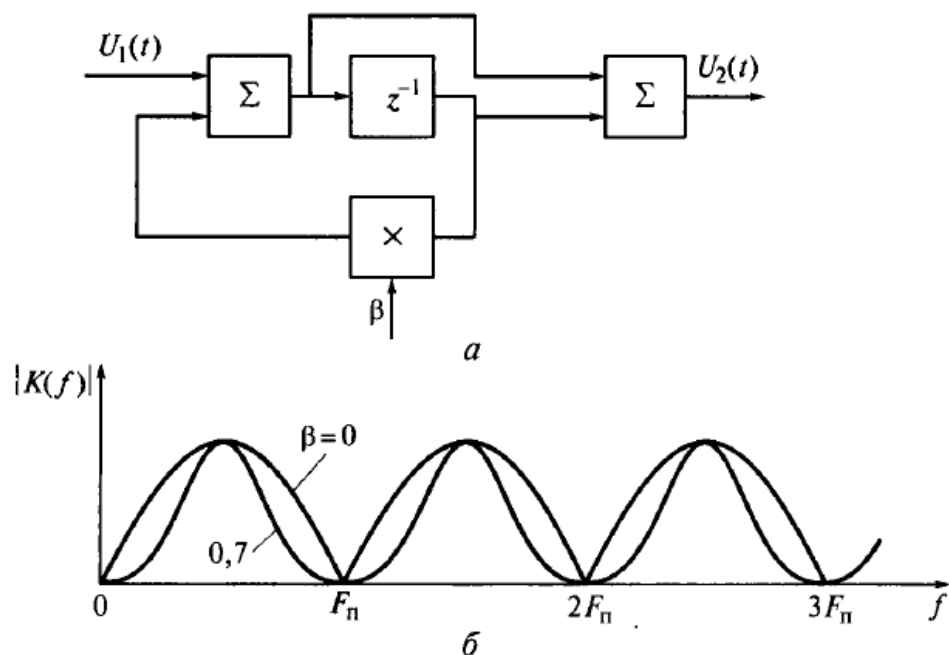 U₁(t)
Σ
z⁻¹
Σ
U₂(t)
×
β
а
|K(f)|
β=0
0,7
0
Fп
2Fп
3Fп
f
б